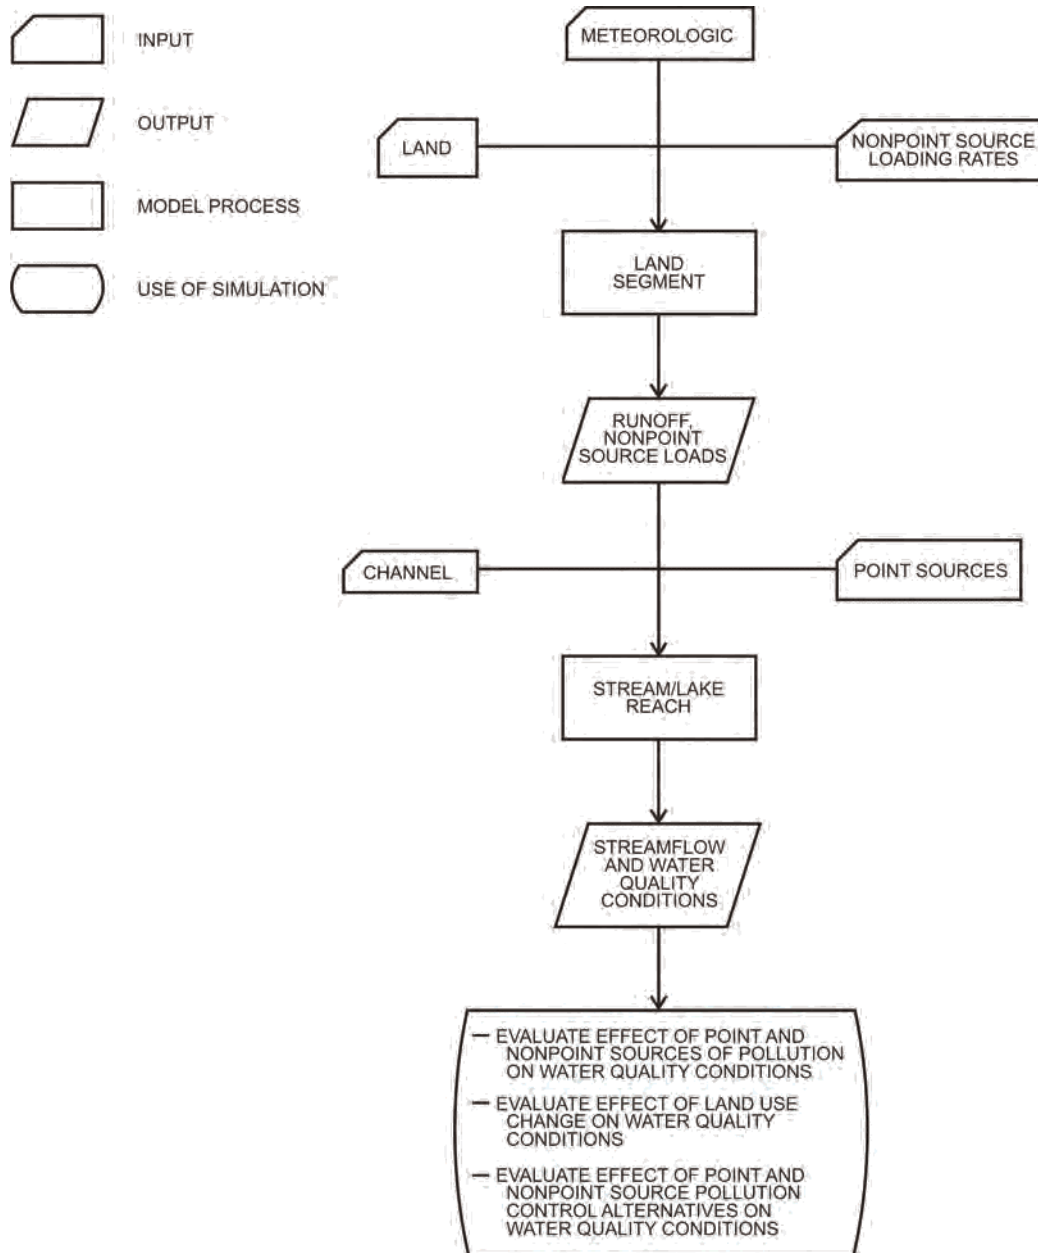 INPUT
OUTPUT
MODEL PROCESS
USE OF SIMULATION
METEOROLOGIC
LAND
NONPOINT SOURCE
LOADING RATES
LAND
SEGMENT
RUNOFF,
NONPOINT
SOURCE LOADS
CHANNEL
POINT SOURCES
STREAM/LAKE
REACH
STREAMFLOW
AND WATER
QUALITY
CONDITIONS
— EVALUATE EFFECT OF POINT AND
NONPOINT SOURCES OF POLLUTION
ON WATER QUALITY CONDITIONS
— EVALUATE EFFECT OF LAND USE
CHANGE ON WATER QUALITY
CONDITIONS
— EVALUATE EFFECT OF POINT AND
NONPOINT SOURCE POLLUTION
CONTROL ALTERNATIVES ON
WATER QUALITY CONDITIONS